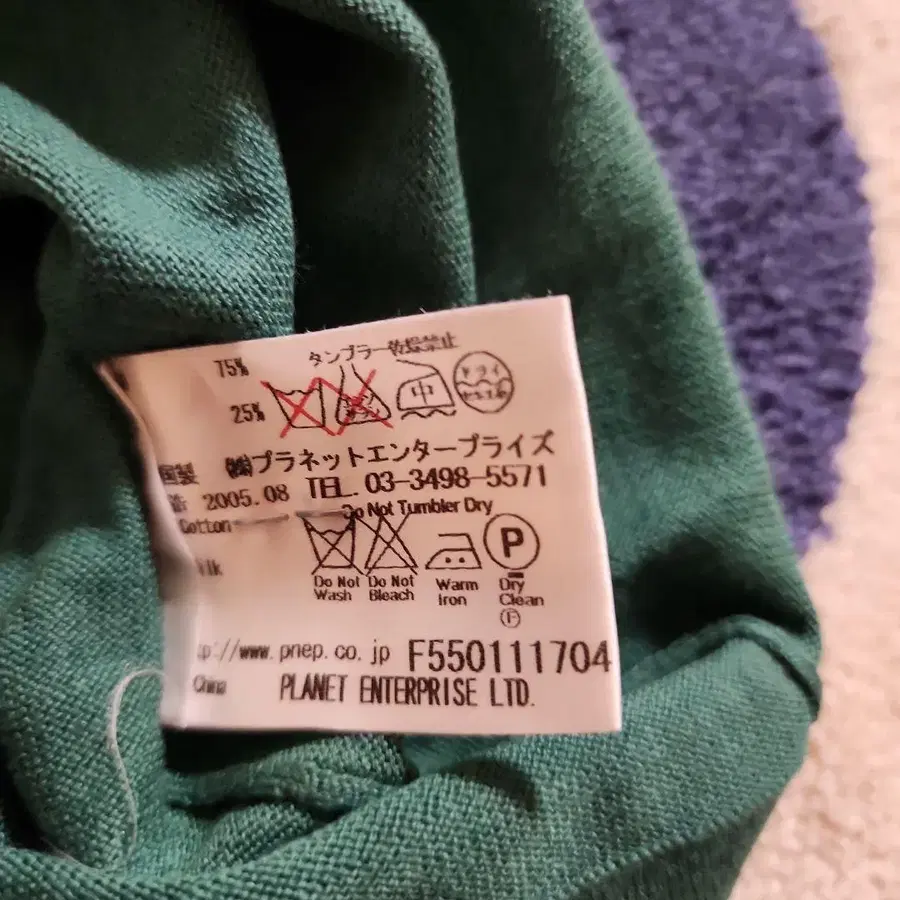 75% タンブラー乾燥禁止
25% 中 ドライ
国製 ㈱プラネットエンタープライズ
2005.08 TEL. 03-3498-5571
Do Not Tumbler Dry
Cotton
P
Do Not Wash Do Not Bleach Warm Iron Dry Clean
F
p://www.pnep.co.jp F550111704
China PLANET ENTERPRISE LTD.